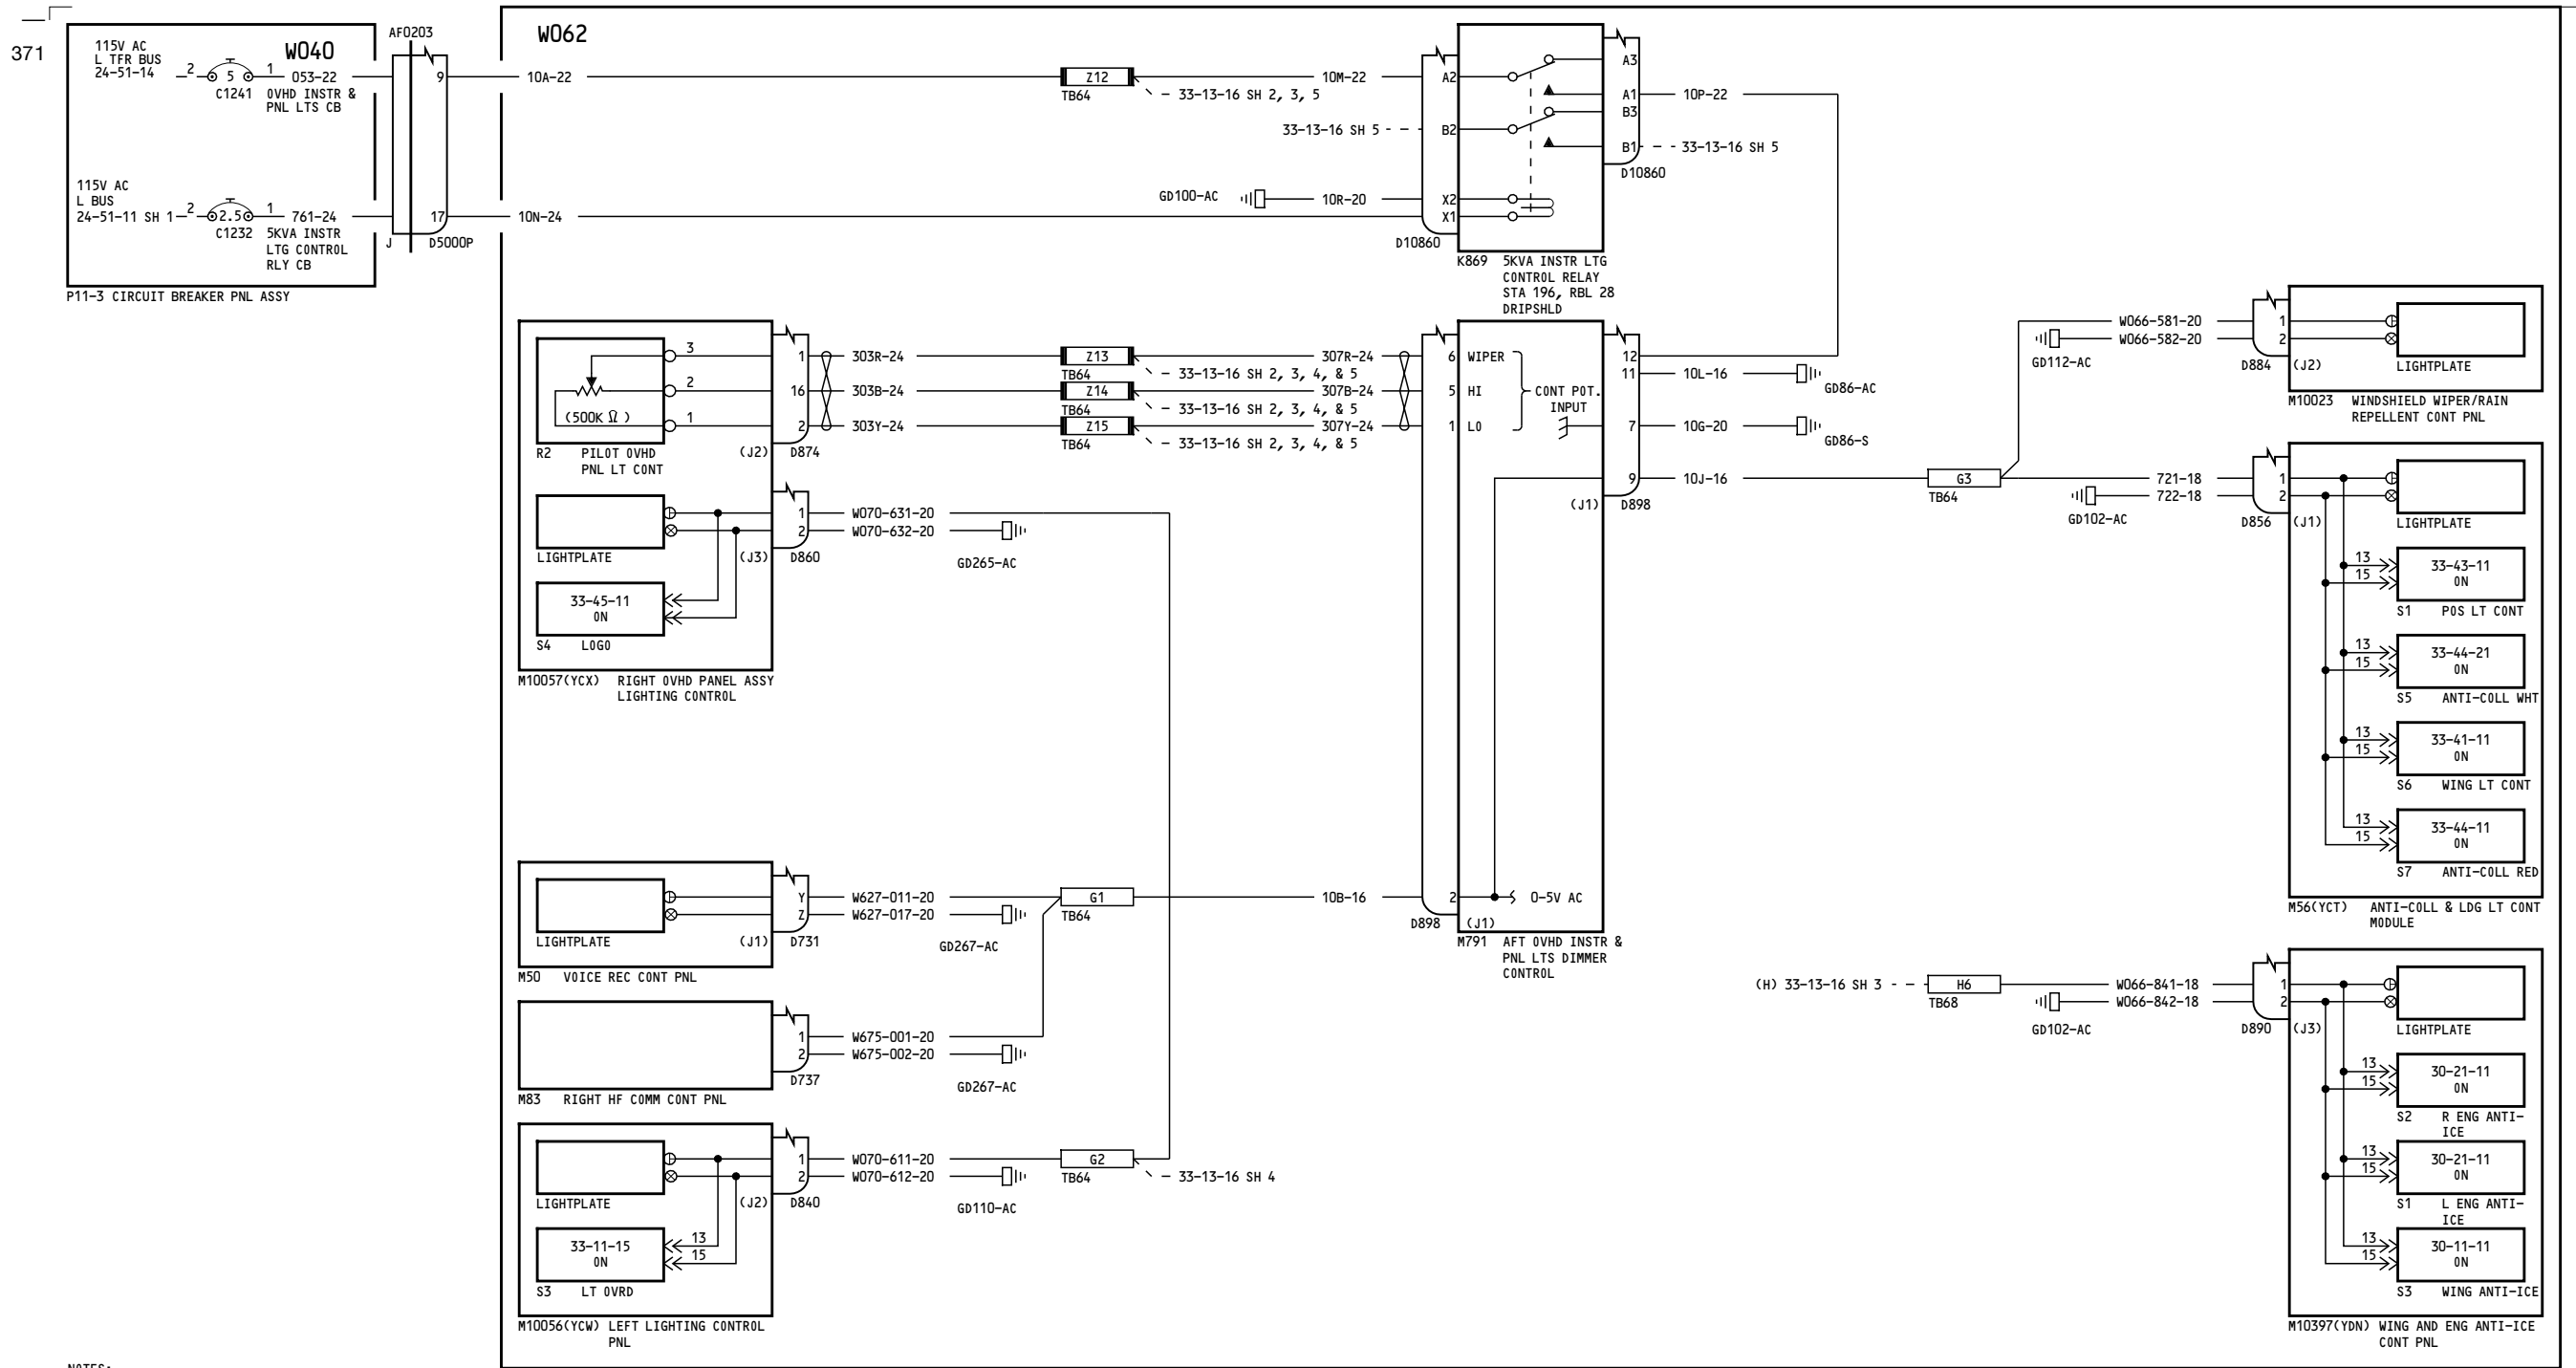 371
115V AC
L TFR BUS
24-51-14
W040
2
5
1
053-22
C1241
OVHD INSTR &
PNL LTS CB
115V AC
L BUS
24-51-11 SH 1
2
2.5
1
761-24
C1232
5KVA INSTR
LTG CONTROL
RLY CB
P11-3 CIRCUIT BREAKER PNL ASSY
AF0203
9
17
J
D5000P
W062
10A-22
10N-24
Z12
TB64
33-13-16 SH 2, 3, 5
10M-22
33-13-16 SH 5
GD100-AC
10R-20
A2
B2
X2
X1
D10860
A3
A1
B3
B1
D10860
10P-22
33-13-16 SH 5
K869 5KVA INSTR LTG
CONTROL RELAY
STA 196, RBL 28
DRIPSHLD
3
2
1
(500K Ω)
R2 PILOT OVHD
PNL LT CONT
1
16
2
(J2) D874
303R-24
303B-24
303Y-24
Z13
TB64
33-13-16 SH 2, 3, 4, & 5
Z14
TB64
33-13-16 SH 2, 3, 4, & 5
Z15
TB64
33-13-16 SH 2, 3, 4, & 5
307R-24
307B-24
307Y-24
6 WIPER
5 HI
1 LO
CONT POT.
INPUT
12
11
7
9
(J1) D898
10L-16
GD86-AC
10G-20
GD86-S
10J-16
G3
TB64
LIGHTPLATE
1
2
(J3) D860
W070-631-20
W070-632-20
GD265-AC
33-45-11
ON
S4 LOGO
M10057(YCX) RIGHT OVHD PANEL ASSY
LIGHTING CONTROL
LIGHTPLATE
Y
Z
(J1) D731
W627-011-20
W627-017-20
GD267-AC
M50 VOICE REC CONT PNL
G1
TB64
10B-16
2
D898 (J1)
0-5V AC
M791 AFT OVHD INSTR &
PNL LTS DIMMER
CONTROL
1
2
D737
W675-001-20
W675-002-20
GD267-AC
M83 RIGHT HF COMM CONT PNL
LIGHTPLATE
1
2
(J2) D840
W070-611-20
W070-612-20
GD110-AC
G2
TB64
33-13-16 SH 4
33-11-15
ON
13
15
S3 LT OVRD
M10056(YCW) LEFT LIGHTING CONTROL
PNL
W066-581-20
W066-582-20
GD112-AC
1
2
D884 (J2)
LIGHTPLATE
M10023 WINDSHIELD WIPER/RAIN
REPELLENT CONT PNL
721-18
722-18
GD102-AC
1
2
D856 (J1)
LIGHTPLATE
13
15
33-43-11
ON
S1 POS LT CONT
13
15
33-44-21
ON
S5 ANTI-COLL WHT
13
15
33-41-11
ON
S6 WING LT CONT
13
15
33-44-11
ON
S7 ANTI-COLL RED
M56(YCT) ANTI-COLL & LDG LT CONT
MODULE
(H) 33-13-16 SH 3
H6
TB68
W066-841-18
W066-842-18
GD102-AC
1
2
D890 (J3)
LIGHTPLATE
13
15
30-21-11
ON
S2 R ENG ANTI-
ICE
13
15
30-21-11
ON
S1 L ENG ANTI-
ICE
13
15
30-11-11
ON
S3 WING ANTI-ICE
M10397(YDN) WING AND ENG ANTI-ICE
CONT PNL